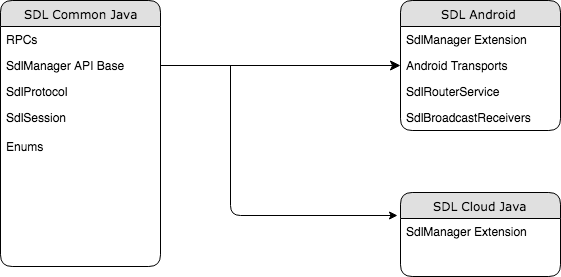 SDL Common Java
RPCs
SdlManager API Base
SdlProtocol
SdlSession
Enums
SDL Android
SdlManager Extension
Android Transports
SdlRouterService
SdlBroadcastReceivers
SDL Cloud Java
SdlManager Extension